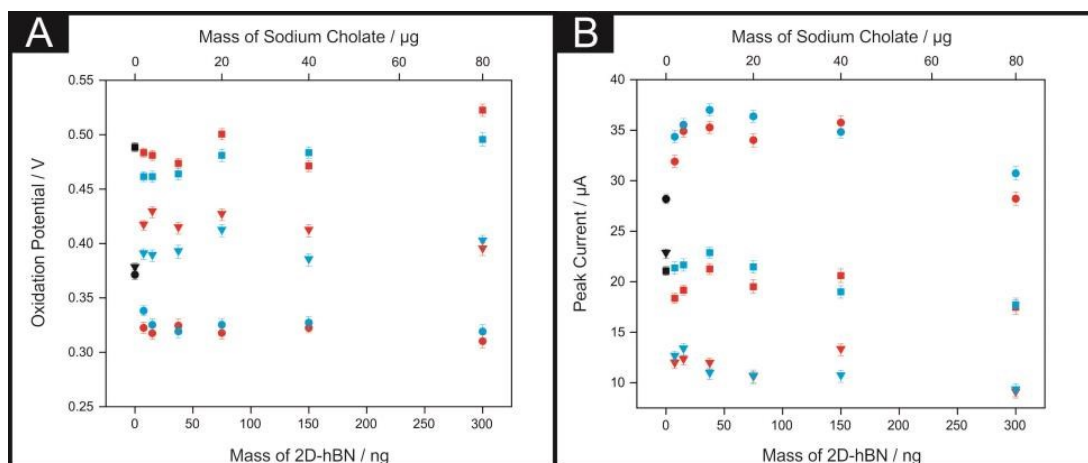 A
Mass of Sodium Cholate / µg
0 20 40 60 80
0.55
0.50
0.45
0.40
0.35
0.30
0.25
Oxidation Potential / V
0 50 100 150 200 250 300
Mass of 2D-hBN / ng
B
Mass of Sodium Cholate / µg
0 20 40 60 80
40
35
30
25
20
15
10
Peak Current / µA
0 50 100 150 200 250 300
Mass of 2D-hBN / ng